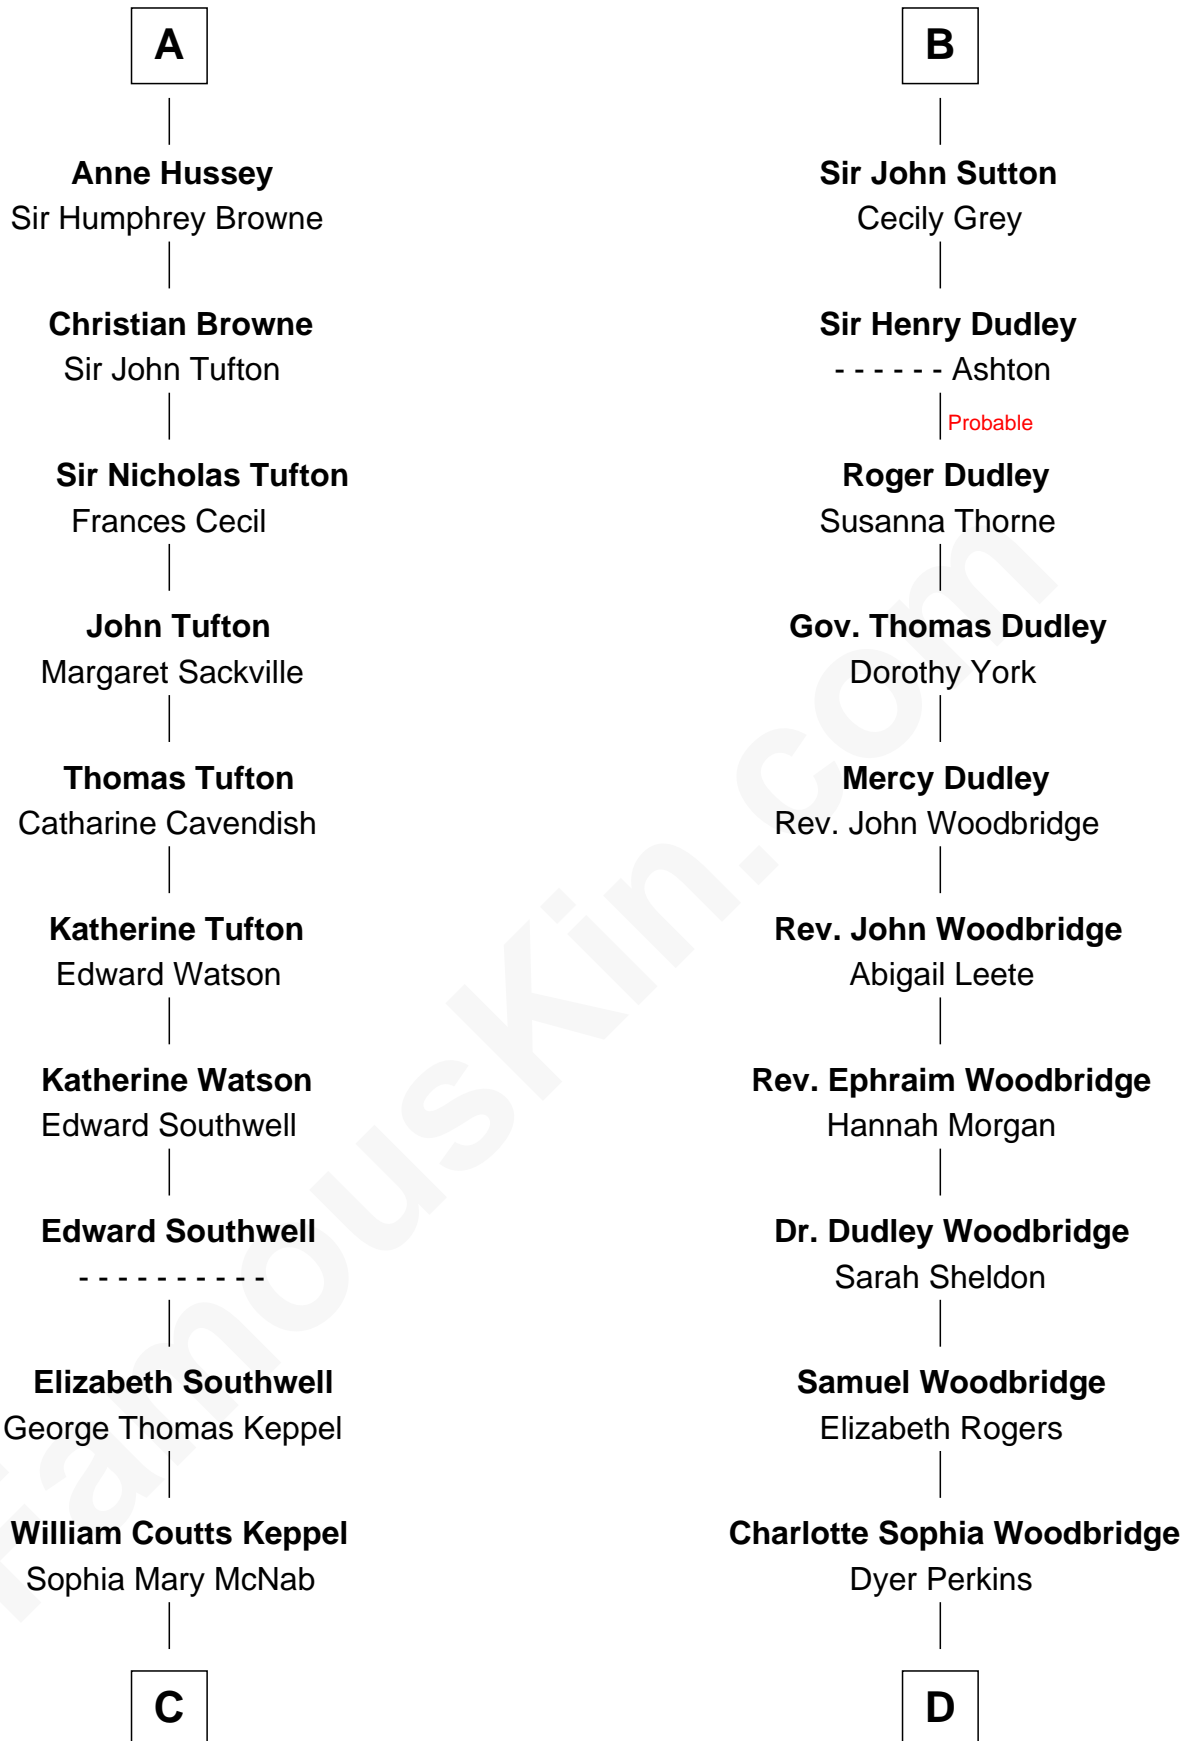 A
Anne Hussey
Sir Humphrey Browne
Christian Browne
Sir John Tufton
Sir Nicholas Tufton
Frances Cecil
John Tufton
Margaret Sackville
Thomas Tufton
Catharine Cavendish
Katherine Tufton
Edward Watson
Katherine Watson
Edward Southwell
Edward Southwell
- - - - - - - - - -
Elizabeth Southwell
George Thomas Keppel
William Coutts Keppel
Sophia Mary McNab
C
B
Sir John Sutton
Cecily Grey
Sir Henry Dudley
- - - - - - Ashton
Probable
Roger Dudley
Susanna Thorne
Gov. Thomas Dudley
Dorothy York
Mercy Dudley
Rev. John Woodbridge
Rev. John Woodbridge
Abigail Leete
Rev. Ephraim Woodbridge
Hannah Morgan
Dr. Dudley Woodbridge
Sarah Sheldon
Samuel Woodbridge
Elizabeth Rogers
Charlotte Sophia Woodbridge
Dyer Perkins
D
FamousKin.com